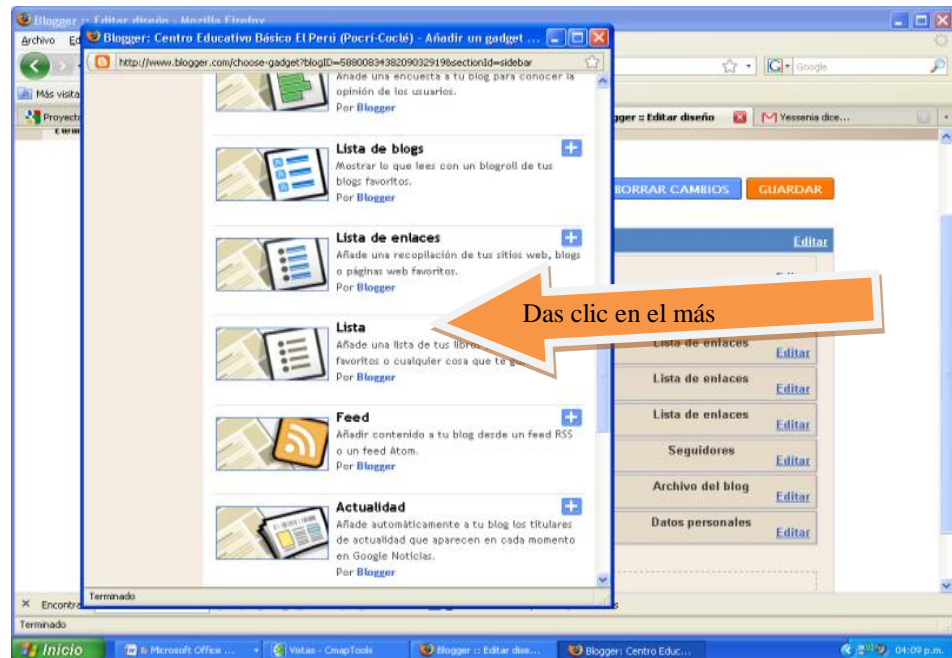 Blogger :: Editar diseño - Mozilla Firefox
Blogger: Centro Educativo Básico El Perú (Pocrí-Coclé) - Añadir un gadget ...
Archivo
http://www.blogger.com/choose-gadget?blogID=5880083438209032919&sectionId=sidebar
Google
Más visita
Proyecto
Blogger :: Editar diseño
Yessenia dice...
Añade una encuesta a tu blog para conocer la
opinión de los usuarios.
Por Blogger
Lista de blogs
Mostrar lo que lees con un blogroll de tus
blogs favoritos.
Por Blogger
BORRAR CAMBIOS
GUARDAR
Lista de enlaces
Añade una recopilación de tus sitios web, blogs
o páginas web favoritos.
Por Blogger
Editar
Das clic en el más
Lista
Añade una lista de tus libros
favoritos o cualquier cosa que te
Por Blogger
Lista de enlaces
Editar
Lista de enlaces
Editar
Lista de enlaces
Editar
Feed
Añadir contenido a tu blog desde un feed RSS
o un feed Atom.
Por Blogger
Seguidores
Editar
Archivo del blog
Editar
Actualidad
Añade automáticamente a tu blog los titulares
de actualidad que aparecen en cada momento
en Google Noticias.
Por Blogger
Datos personales
Editar
Terminado
Encontra
Terminado
Inicio
6 Microsoft Office ...
Vistas - CmapTools
Blogger :: Editar dise...
Blogger: Centro Educ...
04:09 p.m.